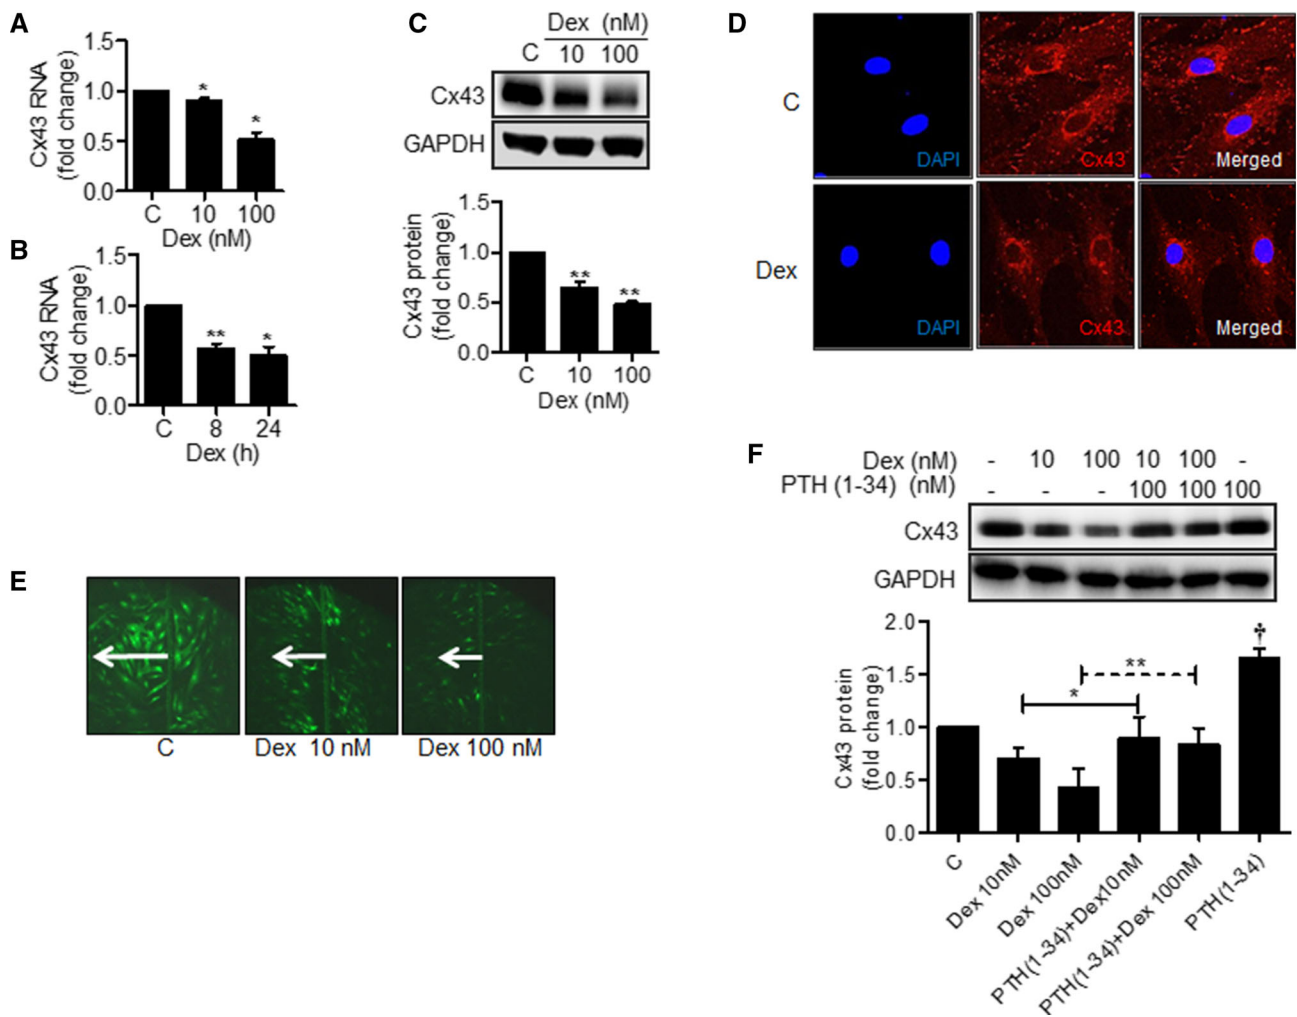 A
1.5
1.0
0.5
0.0
Cx43 RNA
(fold change)
*
*
C 10 100
Dex (nM)
B
1.5
1.0
0.5
0.0
Cx43 RNA
(fold change)
**
*
C 8 24
Dex (h)
C
Dex (nM)
C 10 100
Cx43
GAPDH
1.5
1.0
0.5
0.0
Cx43 protein
(fold change)
**
**
C 10 100
Dex (nM)
D
C
DAPI Cx43 Merged
Dex
DAPI Cx43 Merged
E
C Dex 10 nM Dex 100 nM
F
Dex (nM) - 10 100 10 100 -
PTH (1-34) (nM) - - - 100 100 100
Cx43
GAPDH
2.0
1.5
1.0
0.5
0.0
Cx43 protein
(fold change)
*
**
†
C
Dex 10nM
Dex 100nM
PTH(1-34)+Dex10nM
PTH(1-34)+Dex 100nM
PTH(1-34)